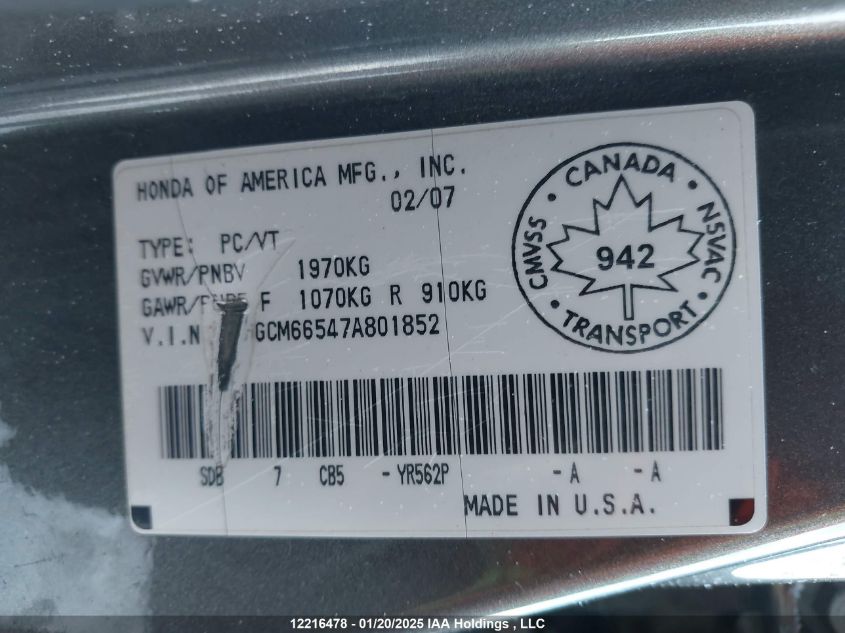 HONDA OF AMERICA MFG., INC.
02/07
TYPE: PC/VT
GVWR/PNBV 1970KG
F 1070KG R 910KG
V.I.N GCM66547A801852
CANADA
CMVSS
942
NSVAC
TRANSPORT
SDB 7 CB5 -YR562P -A -A
MADE IN U.S.A.
12216478 - 01/20/2025 IAA Holdings , LLC